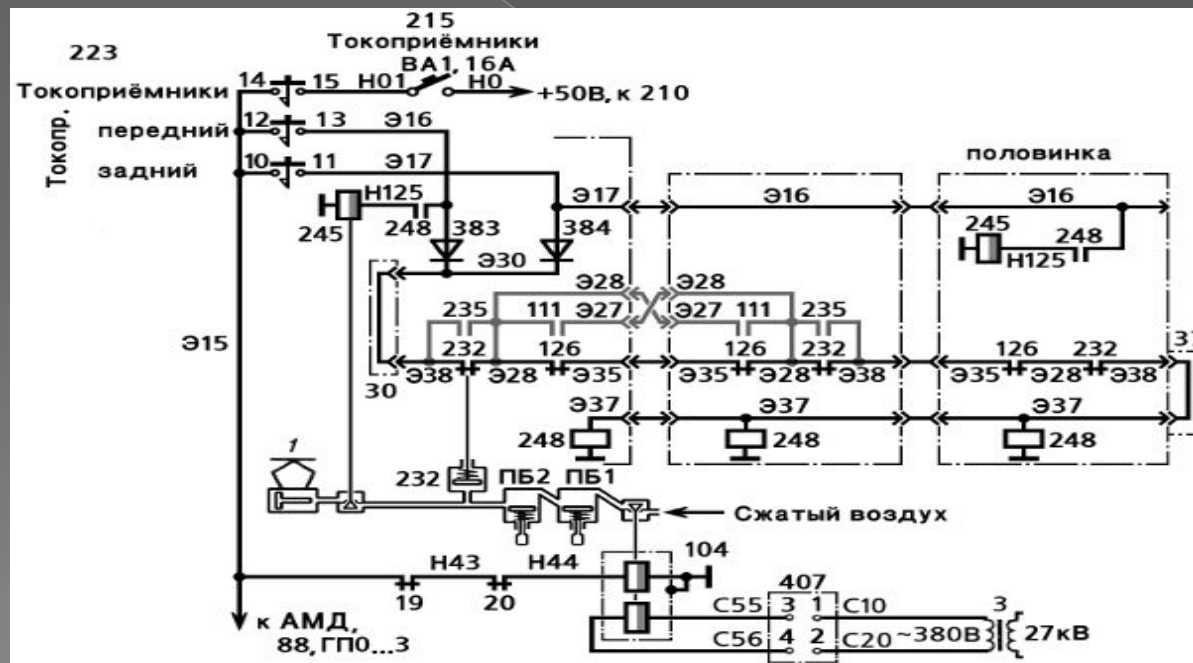 215
223
Токоприёмники
ВА1, 16А
Токоприёмники 14 15 Н01 Н0 +50В, к 210
Токопр.
передний 12 13 Э16
задний 10 11 Э17
половинка
Н125
245 248 383 384
Э17 Э16 Э16
245 248
Н125
Э30
Э28 Э28
235 111 Э27 Э27 111 235
Э15
232 126 126 232 126 232
Э38 Э28 Э35 Э35 Э28 Э38 Э35 Э28 Э38
30
Э37 Э37 Э37
248 248 248
1
232 ПБ2 ПБ1
Сжатый воздух
Н43 Н44 104
19 20
407
С55 3 1 С10 3
С56 4 2 С20 ~380В 27кВ
к АМД,
88, ГП0...3